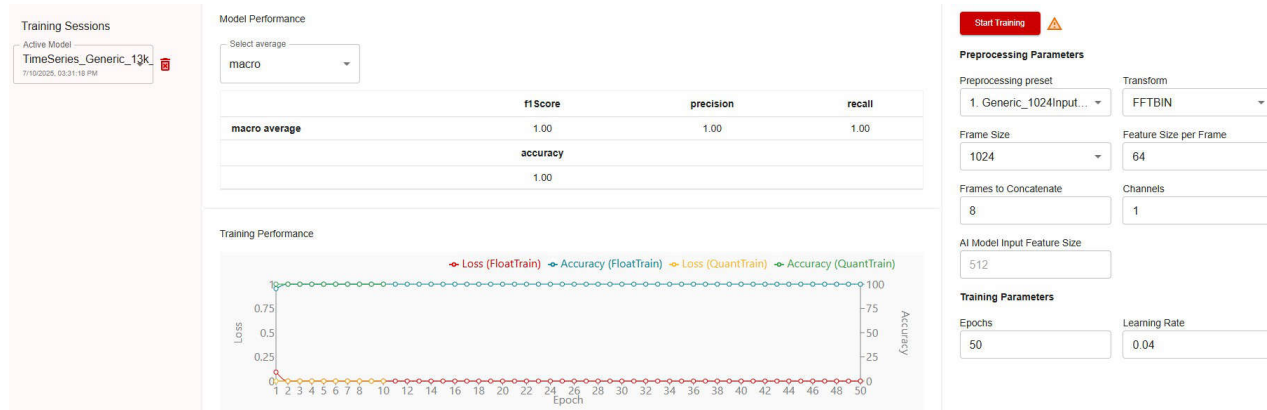 Training Sessions
Active Model
TimeSeries_Generic_13k_
7/10/2025, 03:31:18 PM
Model Performance
Select average
macro
f1Score precision recall
macro average 1.00 1.00 1.00
accuracy
1.00
Training Performance
Loss (FloatTrain) Accuracy (FloatTrain) Loss (QuantTrain) Accuracy (QuantTrain)
1 100
0.75 75
0.5 50
0.25 25
0 0
Loss
Accuracy
1 2 3 4 5 6 7 8 10 12 14 16 18 20 22 24 26 28 30 32 34 36 38 40 42 44 46 48 50
Epoch
Start Training
Preprocessing Parameters
Preprocessing preset Transform
1. Generic_1024Input... FFTBIN
Frame Size Feature Size per Frame
1024 64
Frames to Concatenate Channels
8 1
AI Model Input Feature Size
512
Training Parameters
Epochs Learning Rate
50 0.04